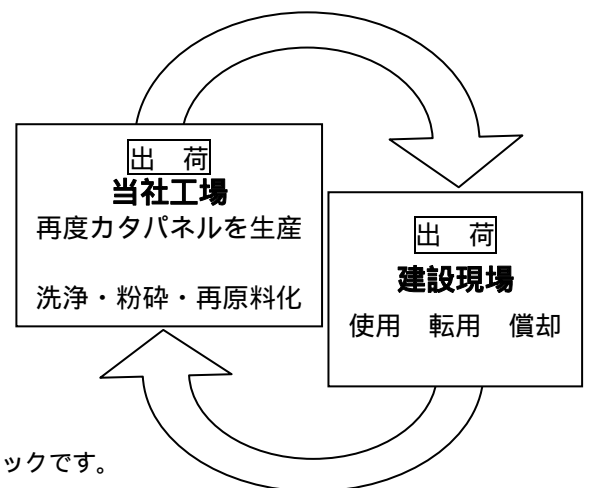 出　荷
当社工場
再度カタパネルを生産
洗浄・粉砕・再原料化
出　荷
建設現場
使用　転用　償却
ックです。